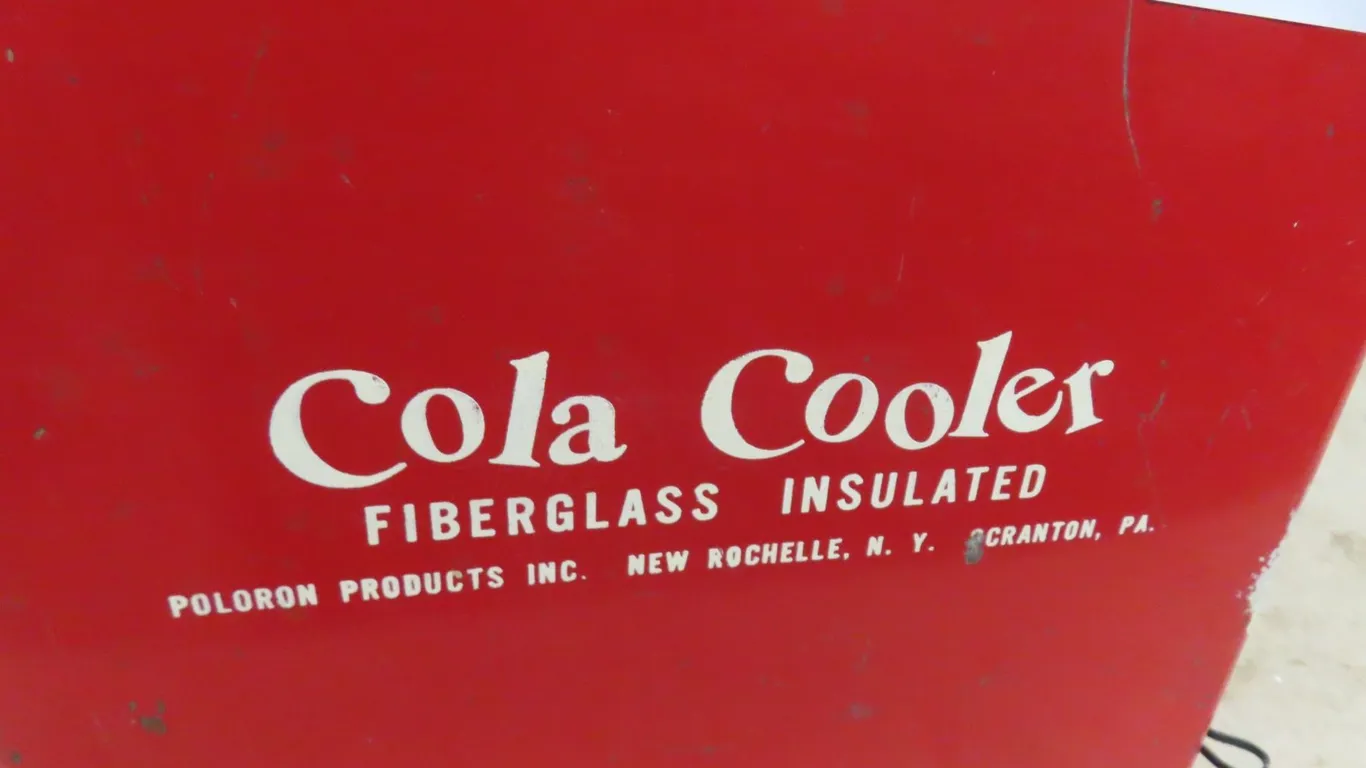 Cola Cooler
FIBERGLASS INSULATED
POLORON PRODUCTS INC. NEW ROCHELLE, N. Y. SCRANTON, PA.